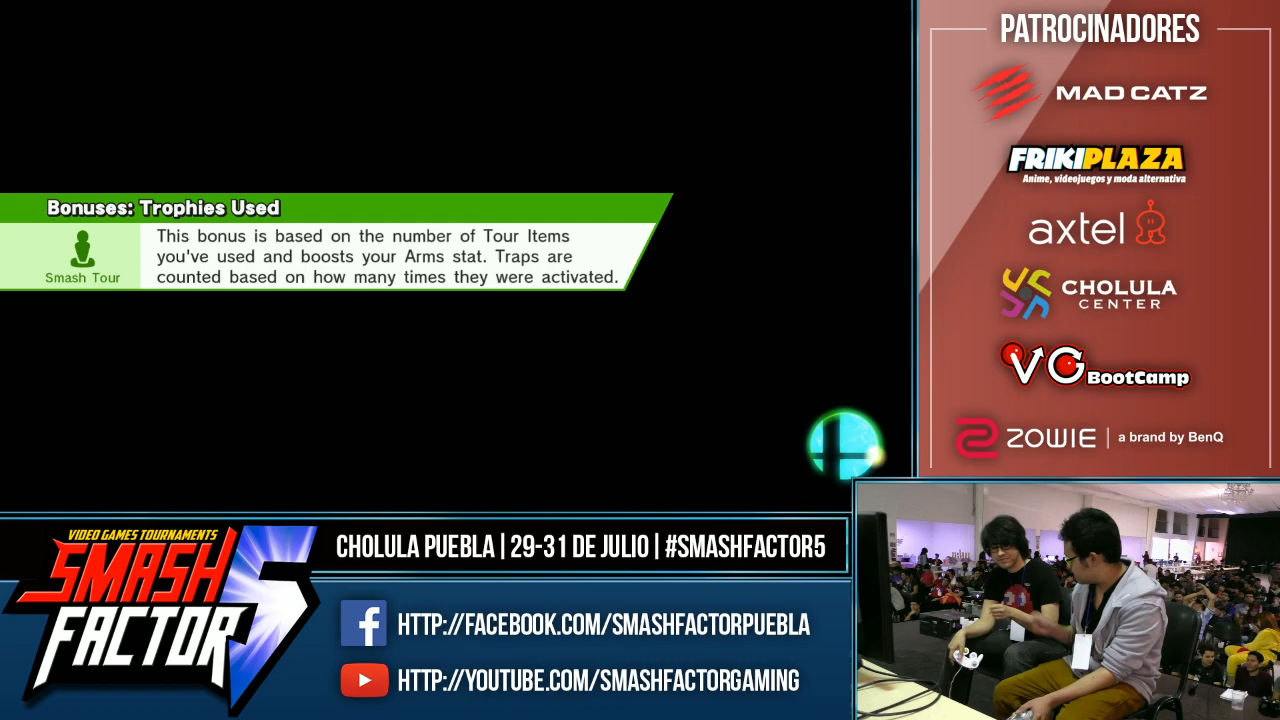 PATROCINADORES
MAD CATZ
FRIKIPLAZA
Anime, videojuegos y moda alternativa
axtel
CHOLULA
CENTER
VG BootCamp
ZOWIE | a brand by BenQ
Bonuses: Trophies Used
This bonus is based on the number of Tour Items
you've used and boosts your Arms stat. Traps are
counted based on how many times they were activated.
Smash Tour
VIDEO GAMES TOURNAMENTS
SMASH
FACTOR 5
CHOLULA PUEBLA | 29-31 DE JULIO | #SMASHFACTOR5
HTTP://FACEBOOK.COM/SMASHFACTORPUEBLA
HTTP://YOUTUBE.COM/SMASHFACTORGAMING